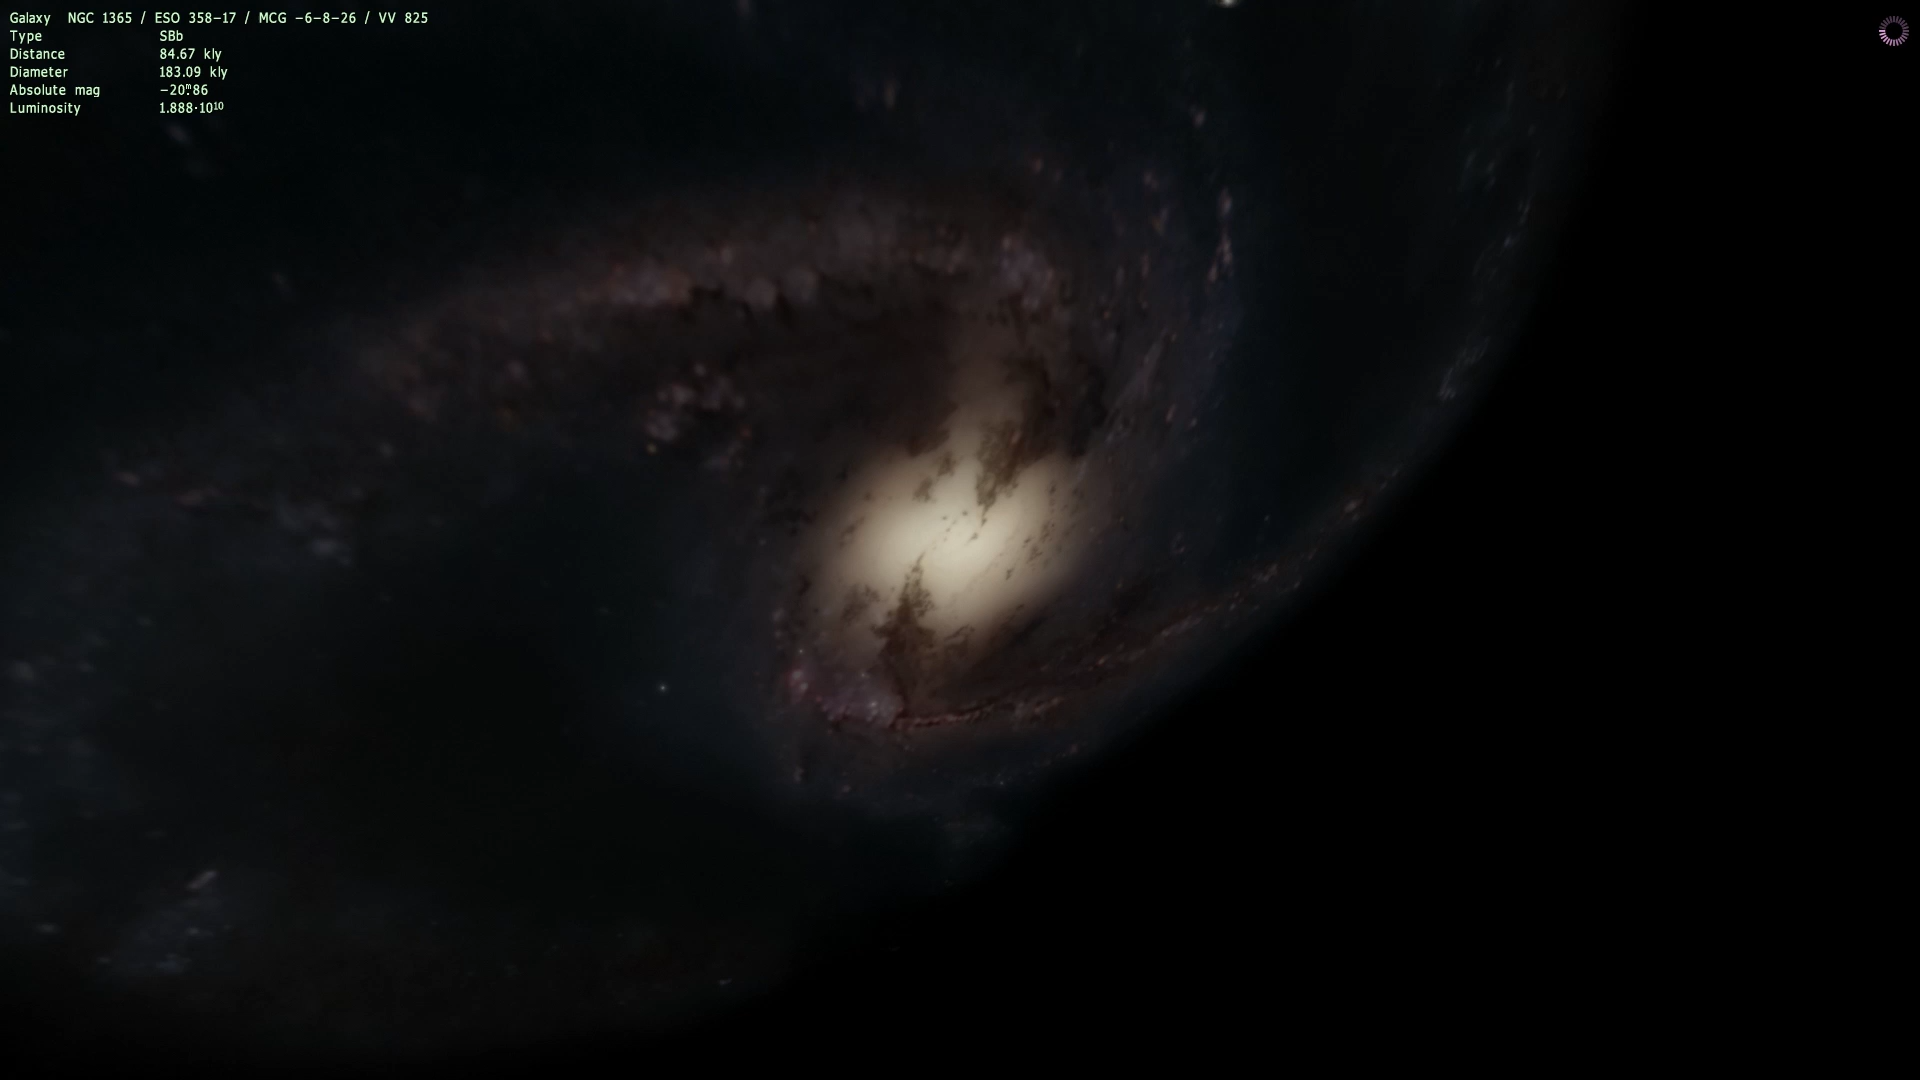 Galaxy NGC 1365 / ESO 358-17 / MCG -6-8-26 / VV 825
Type SBb
Distance 84.67 kly
Diameter 183.09 kly
Absolute mag -20ᵐ.86
Luminosity 1.888·10¹⁰